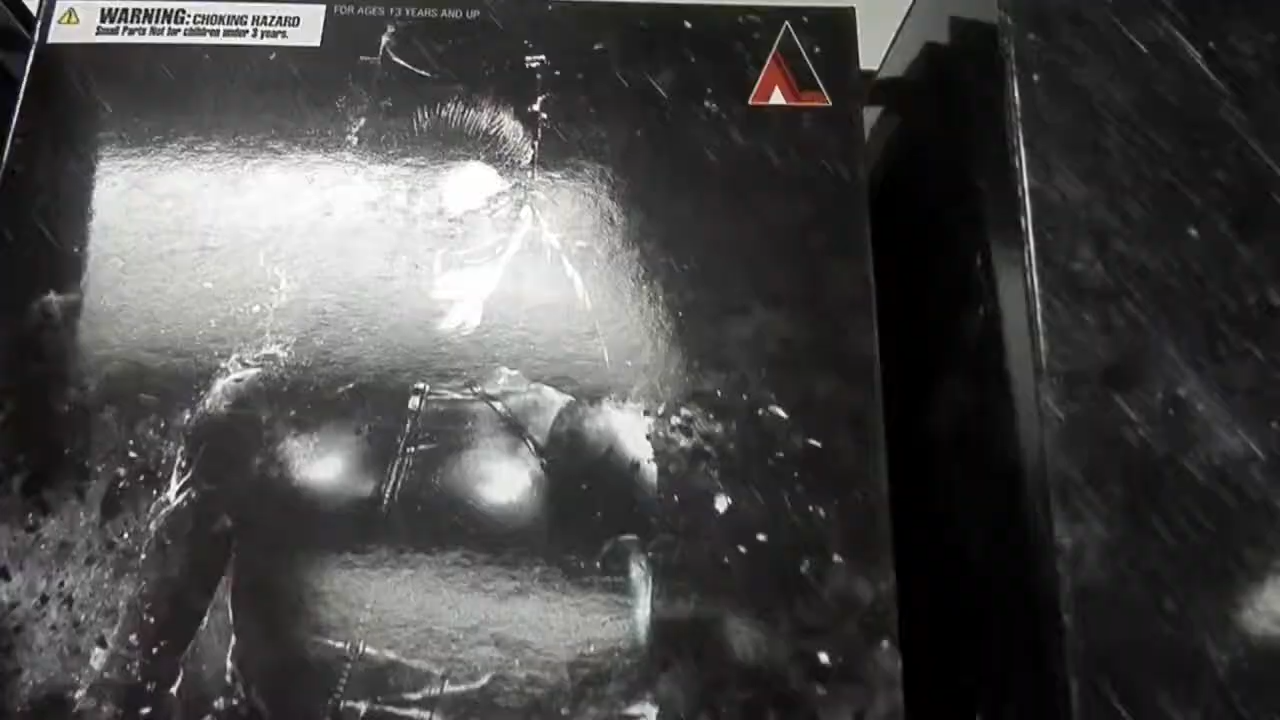 WARNING: CHOKING HAZARD
Small Parts Not for children under 3 years.
FOR AGES 13 YEARS AND UP